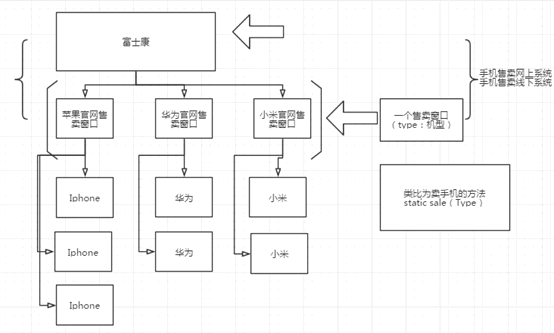 富士康
手机售卖网上系统
手机售卖线下系统
苹果官网售
卖窗口
华为官网售
卖窗口
小米官网售
卖窗口
一个售卖窗口
（type：机型）
Iphone
华为
小米
类比为卖手机的方法
static sale（Type）
Iphone
华为
小米
Iphone